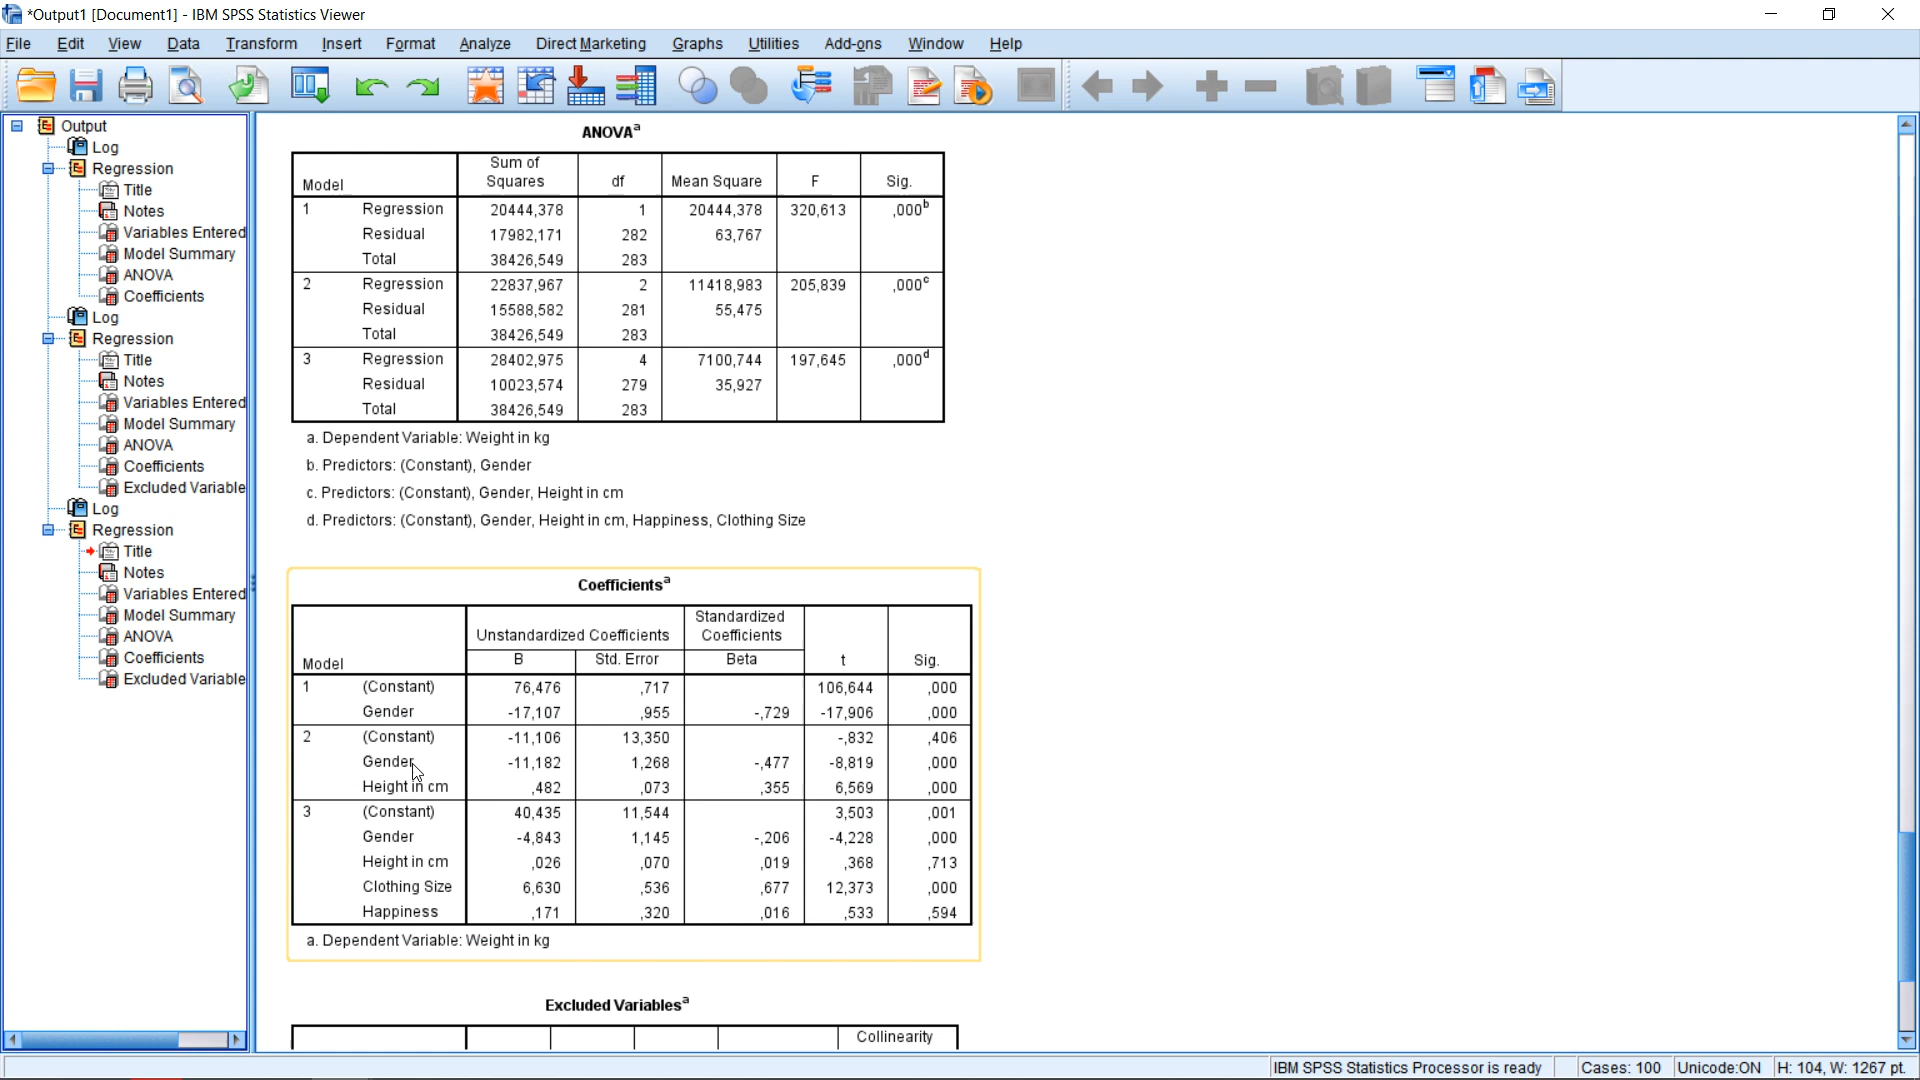 *Output1 [Document1] - IBM SPSS Statistics Viewer
File Edit View Data Transform Insert Format Analyze Direct Marketing Graphs Utilities Add-ons Window Help
Output
Log
Regression
Title
Notes
Variables Entered
Model Summary
ANOVA
Coefficients
Log
Regression
Title
Notes
Variables Entered
Model Summary
ANOVA
Coefficients
Excluded Variable
Log
Regression
Title
Notes
Variables Entered
Model Summary
ANOVA
Coefficients
Excluded Variable
ANOVAa
Model Sum of Squares df Mean Square F Sig.
1 Regression 20444,378 1 20444,378 320,613 ,000b
Residual 17982,171 282 63,767
Total 38426,549 283
2 Regression 22837,967 2 11418,983 205,839 ,000c
Residual 15588,582 281 55,475
Total 38426,549 283
3 Regression 28402,975 4 7100,744 197,645 ,000d
Residual 10023,574 279 35,927
Total 38426,549 283
a. Dependent Variable: Weight in kg
b. Predictors: (Constant), Gender
c. Predictors: (Constant), Gender, Height in cm
d. Predictors: (Constant), Gender, Height in cm, Happiness, Clothing Size
Coefficientsa
Unstandardized Coefficients Standardized Coefficients
Model B Std. Error Beta t Sig.
1 (Constant) 76,476 ,717 106,644 ,000
Gender -17,107 ,955 -,729 -17,906 ,000
2 (Constant) -11,106 13,350 -,832 ,406
Gender -11,182 1,268 -,477 -8,819 ,000
Height in cm ,482 ,073 ,355 6,569 ,000
3 (Constant) 40,435 11,544 3,503 ,001
Gender -4,843 1,145 -,206 -4,228 ,000
Height in cm ,026 ,070 ,019 ,368 ,713
Clothing Size 6,630 ,536 ,677 12,373 ,000
Happiness ,171 ,320 ,016 ,533 ,594
a. Dependent Variable: Weight in kg
Excluded Variablesa
Collinearity
IBM SPSS Statistics Processor is ready Cases: 100 Unicode:ON H: 104, W: 1267 pt.